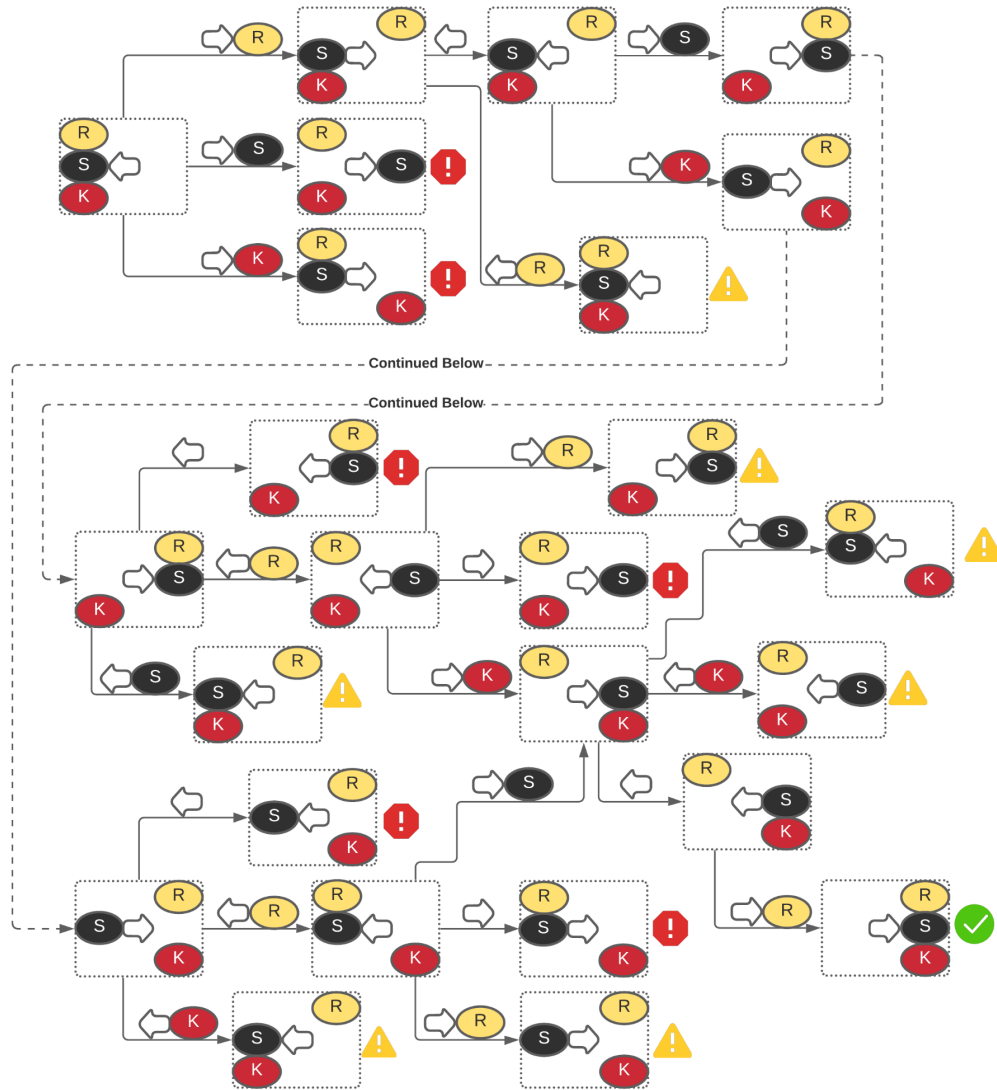 R R S R R
S S S
K K K
R R S R
S S K S
K K K
K R R
S S
K K
R
S
K
Continued Below
Continued Below
R R R
S S
K K
S R
S
R R R K
S R S S
K K K
S R R
S K K R
K S S
K K
R S R
S S
K K
R R R R R
S R S S S
K K K K
K R R R
S S
K K